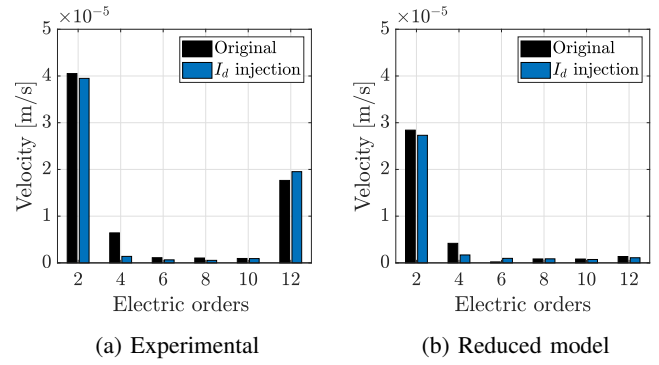 ×10⁻⁵
5
4
3
2
1
0
Velocity [m/s]
Original
I_d injection
2 4 6 8 10 12
Electric orders
(a) Experimental
×10⁻⁵
5
4
3
2
1
0
Velocity [m/s]
Original
I_d injection
2 4 6 8 10 12
Electric orders
(b) Reduced model